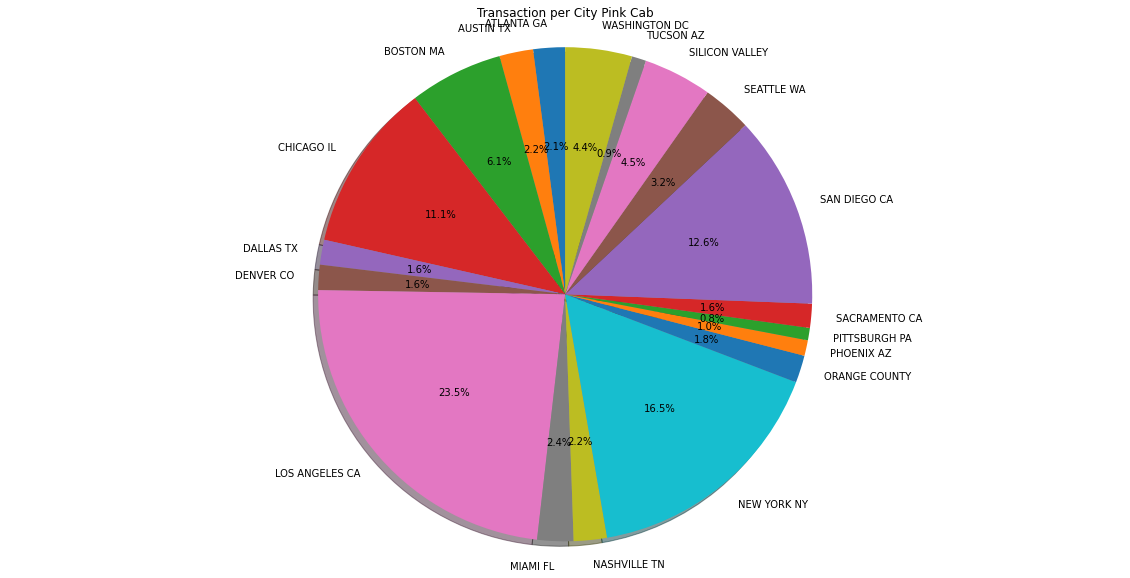 Transaction per City Pink Cab
ATLANTA GA
AUSTIN TX
BOSTON MA
CHICAGO IL
DALLAS TX
DENVER CO
LOS ANGELES CA
MIAMI FL
NASHVILLE TN
NEW YORK NY
ORANGE COUNTY
PHOENIX AZ
PITTSBURGH PA
SACRAMENTO CA
SAN DIEGO CA
SEATTLE WA
SILICON VALLEY
TUCSON AZ
WASHINGTON DC
2.1%
2.2%
6.1%
11.1%
1.6%
1.6%
23.5%
2.4%
2.2%
16.5%
1.8%
1.0%
0.8%
1.6%
12.6%
3.2%
4.5%
0.9%
4.4%